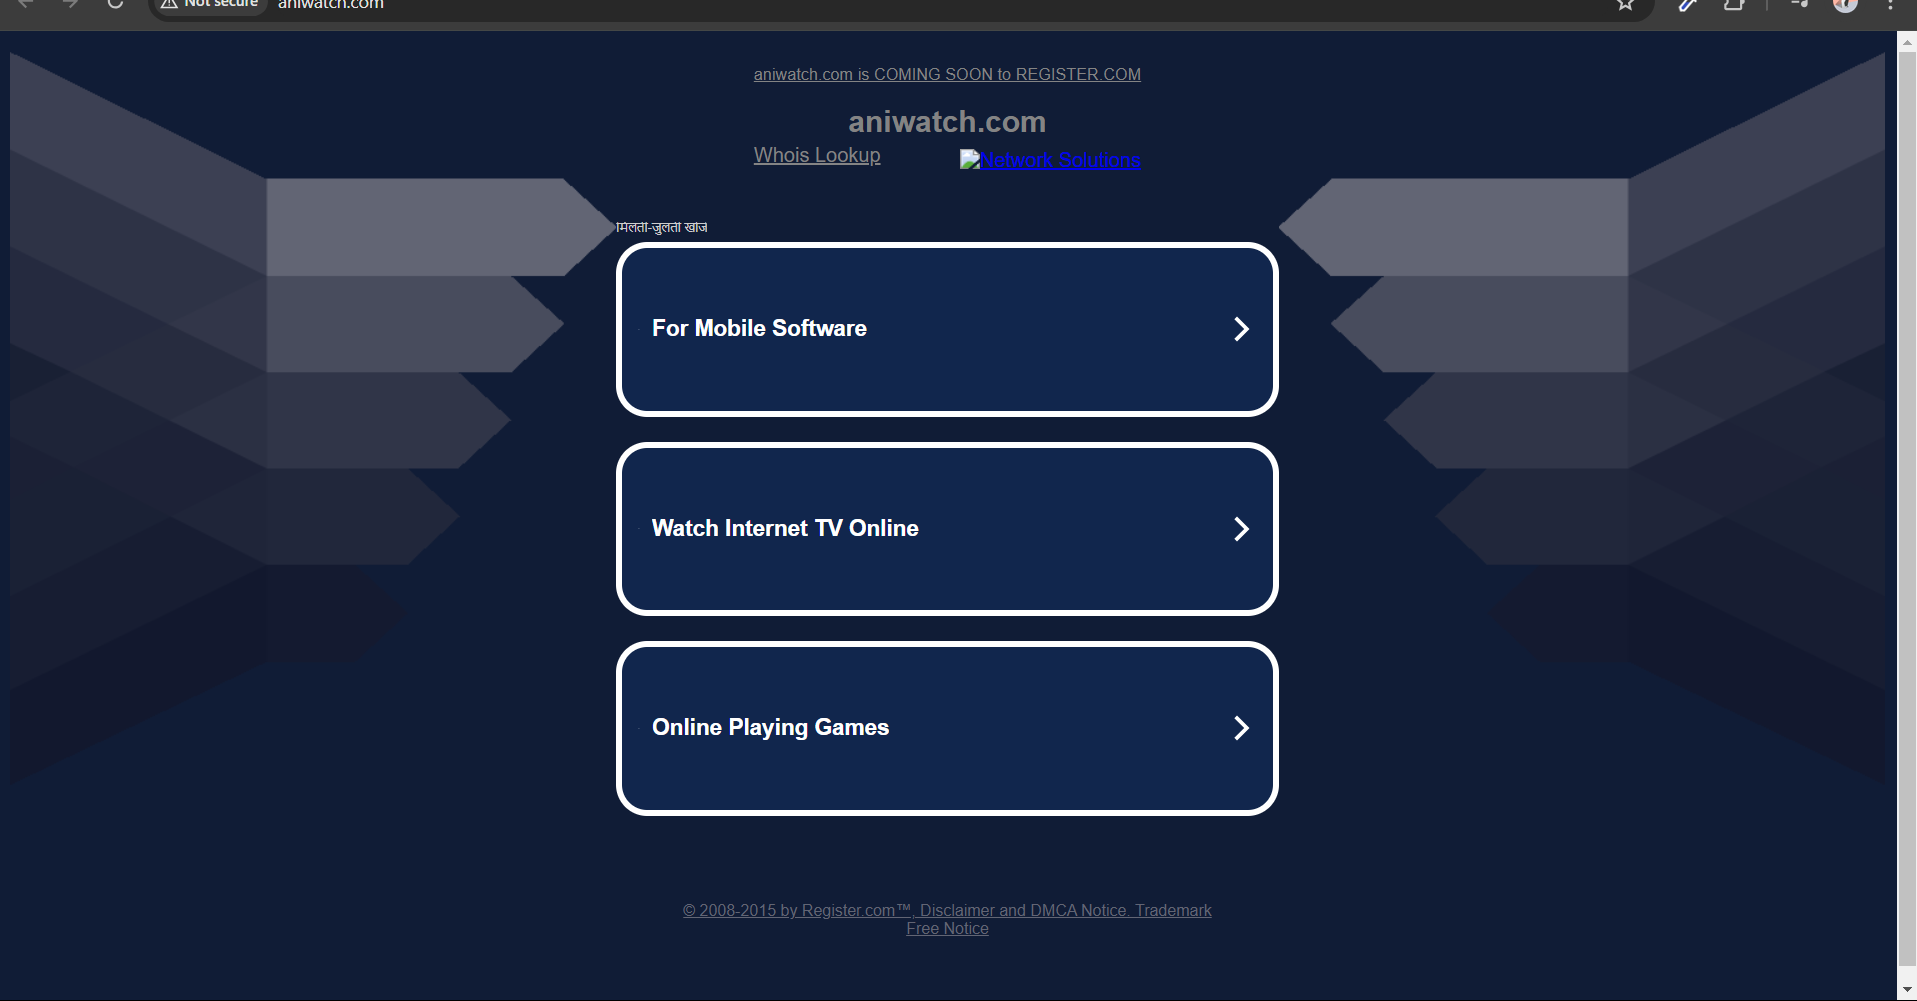 Not secure
aniwatch.com
aniwatch.com is COMING SOON to REGISTER.COM
aniwatch.com
Whois Lookup
Network Solutions
मिलती-जुलती खोज
For Mobile Software
Watch Internet TV Online
Online Playing Games
© 2008-2015 by Register.com™, Disclaimer and DMCA Notice. Trademark
Free Notice